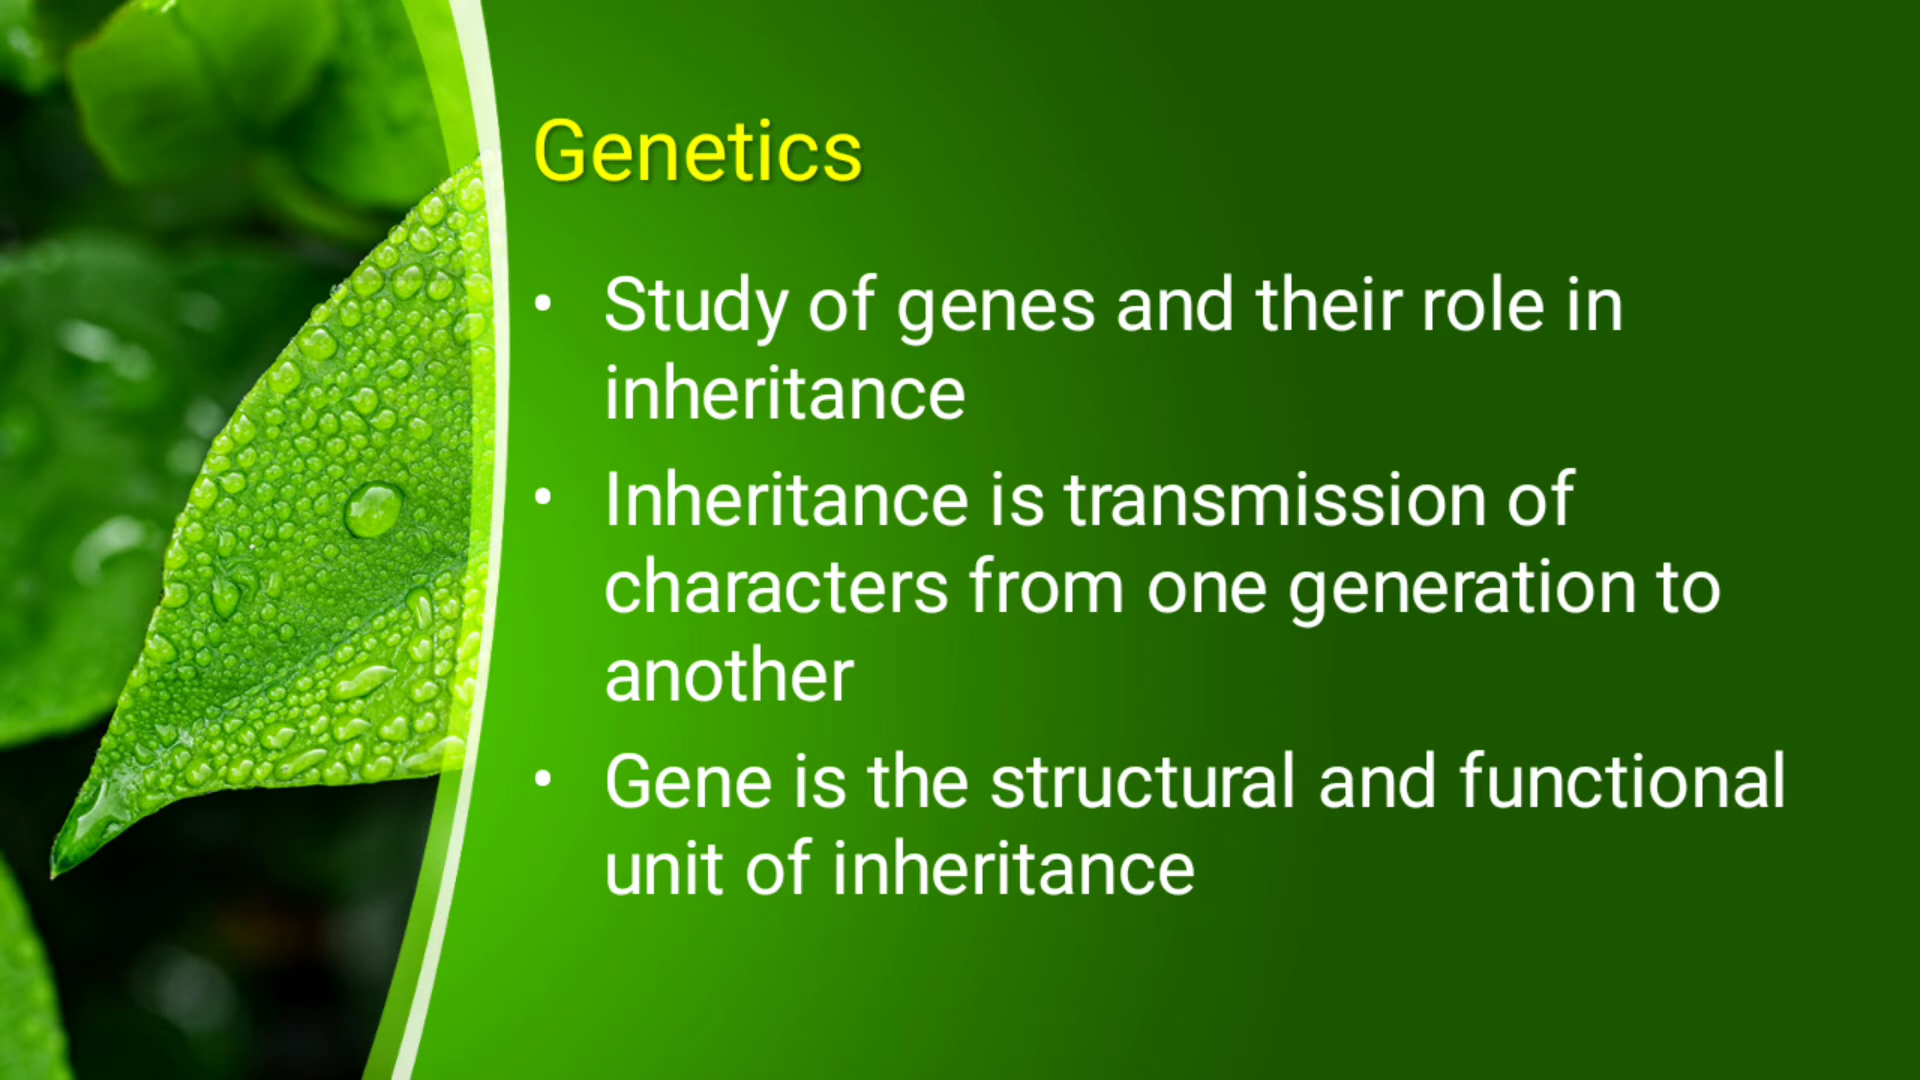 Genetics
• Study of genes and their role in
inheritance
• Inheritance is transmission of
characters from one generation to
another
• Gene is the structural and functional
unit of inheritance